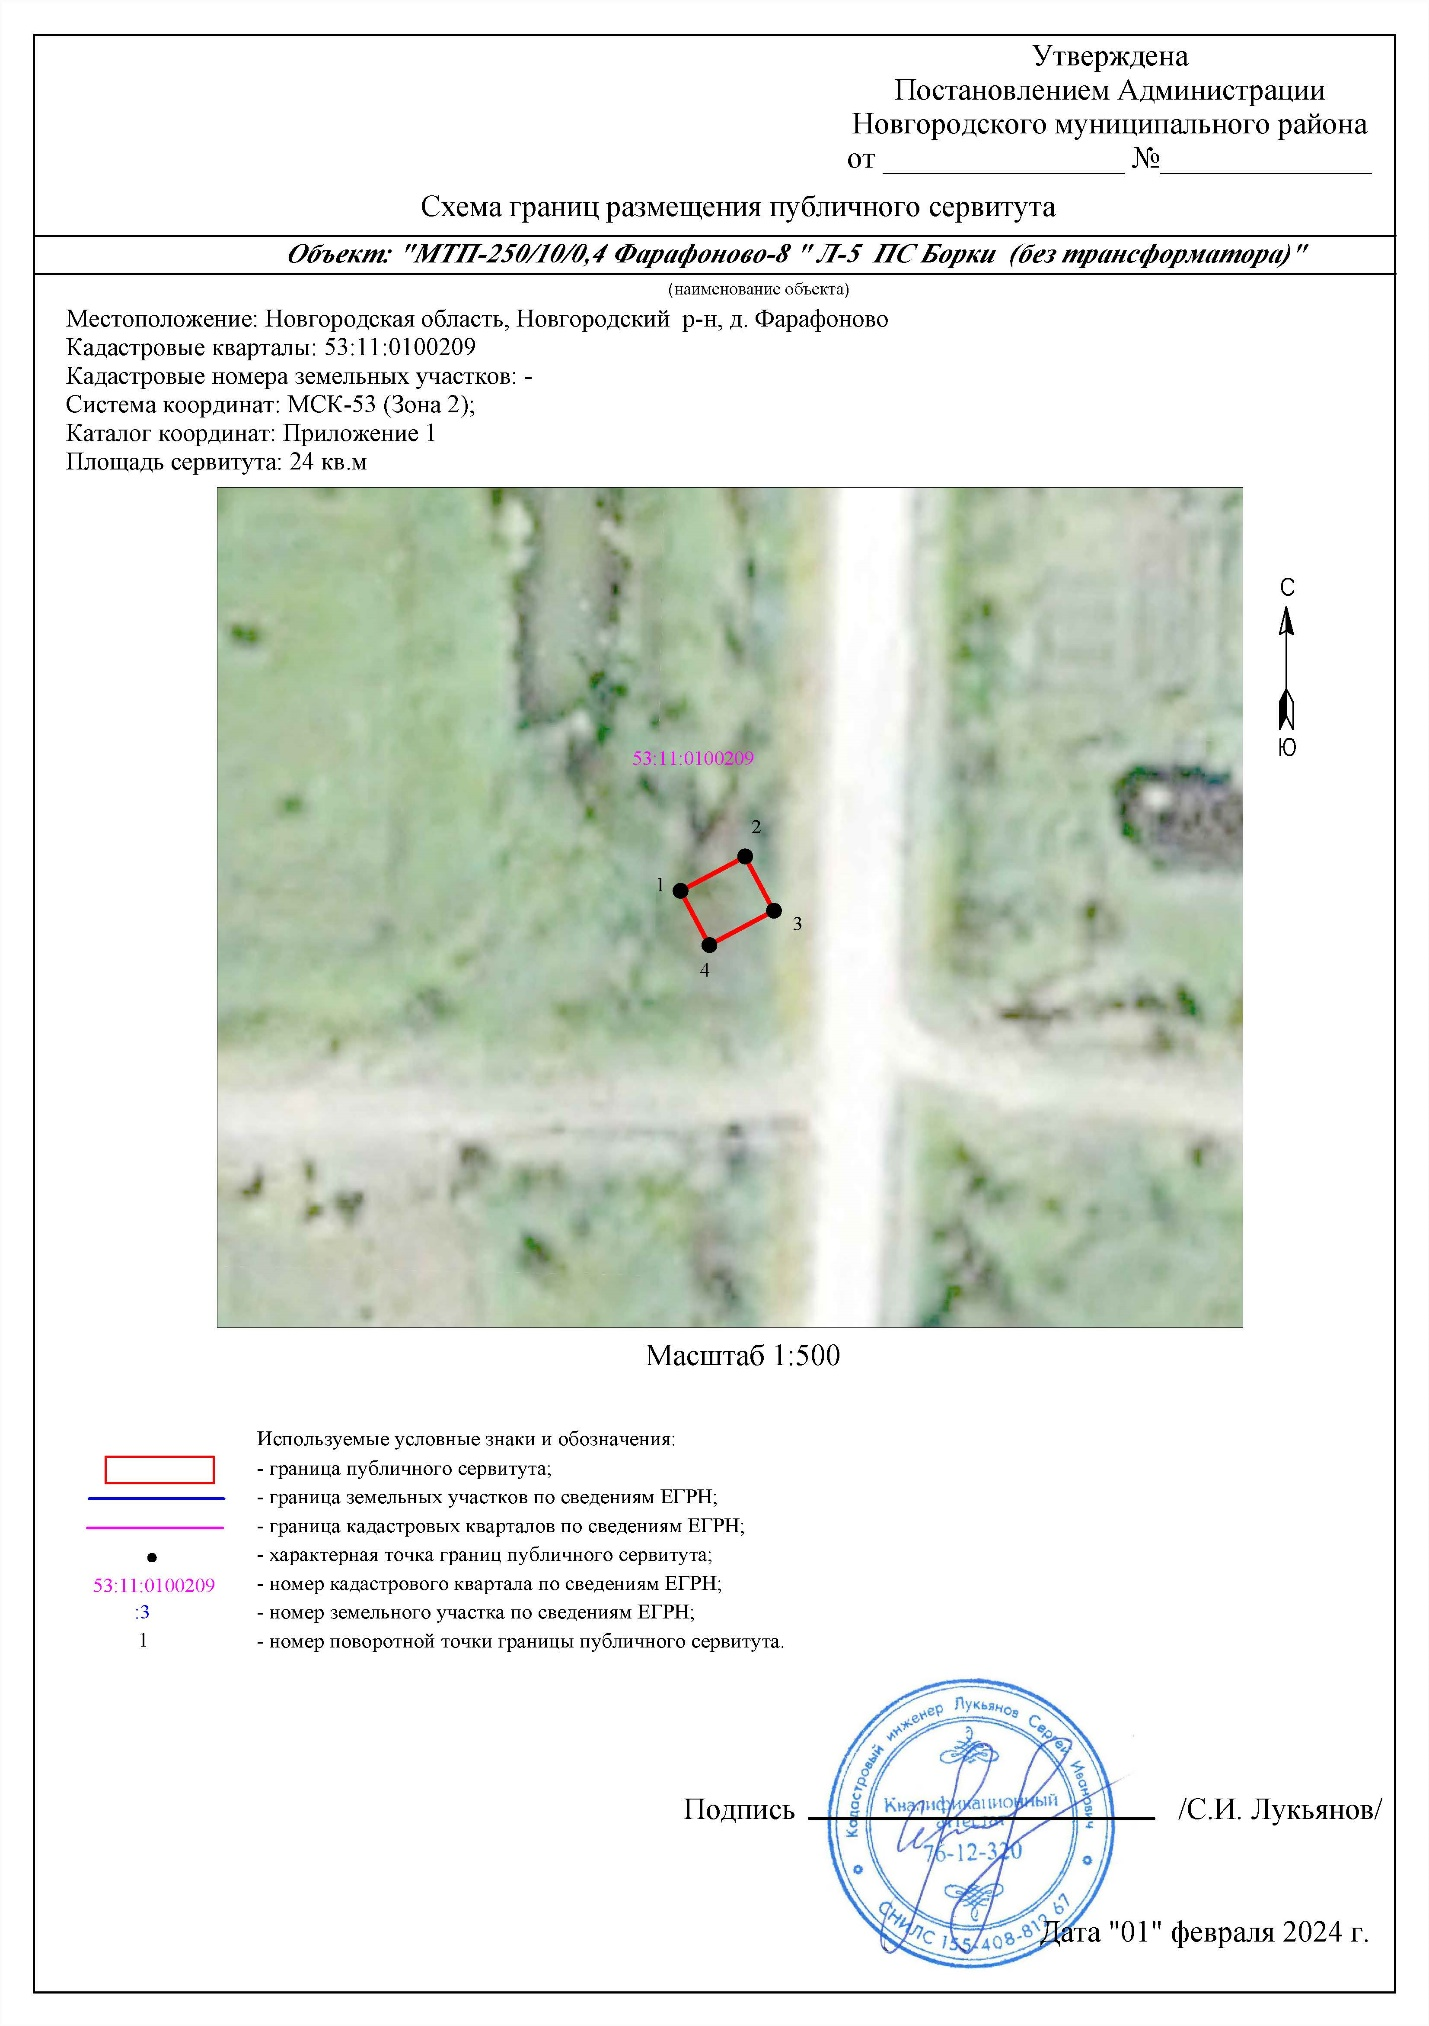 Утверждена
Постановлением Администрации
Новгородского муниципального района
от №
Схема границ размещения публичного сервитута
Объект: "МТП-250/10/0,4 Фарафоново-8 " Л-5 ПС Борки (без трансформатора)"
(наименование объекта)
Местоположение: Новгородская область, Новгородский р-н, д. Фарафоново
Кадастровые кварталы: 53:11:0100209
Кадастровые номера земельных участков: -
Система координат: МСК-53 (Зона 2);
Каталог координат: Приложение 1
Площадь сервитута: 24 кв.м
С
Ю
53:11:0100209
2
1
3
4
Масштаб 1:500
Используемые условные знаки и обозначения:
- граница публичного сервитута;
- граница земельных участков по сведениям ЕГРН;
- граница кадастровых кварталов по сведениям ЕГРН;
- характерная точка границ публичного сервитута;
53:11:0100209 - номер кадастрового квартала по сведениям ЕГРН;
:3 - номер земельного участка по сведениям ЕГРН;
1 - номер поворотной точки границы публичного сервитута.
Кадастровый инженер Лукьянов Сергей Иванович
Квалификационный
аттестат
76-12-320
СНИЛС 155-408-812 67
Подпись /С.И. Лукьянов/
Дата "01" февраля 2024 г.